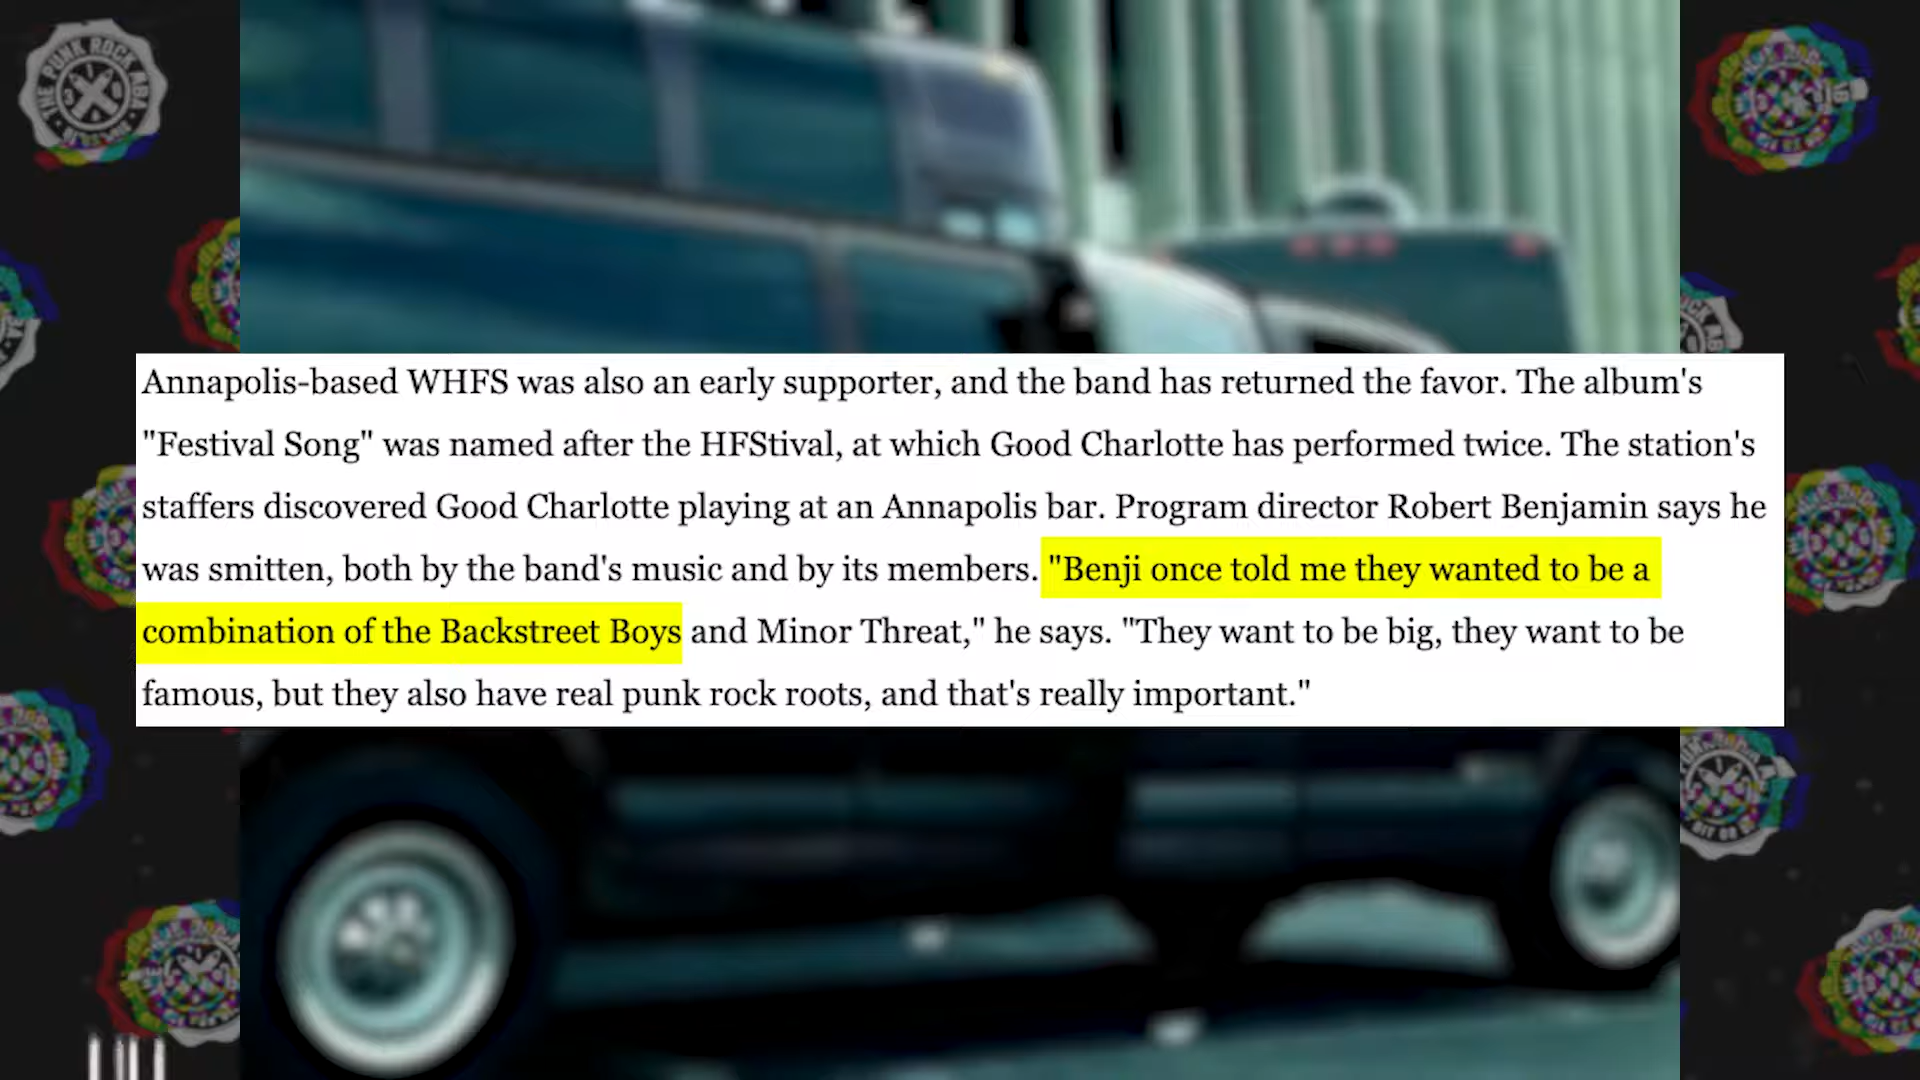 THE PUNK ROCK MBA
Annapolis-based WHFS was also an early supporter, and the band has returned the favor. The album's
"Festival Song" was named after the HFStival, at which Good Charlotte has performed twice. The station's
staffers discovered Good Charlotte playing at an Annapolis bar. Program director Robert Benjamin says he
was smitten, both by the band's music and by its members. "Benji once told me they wanted to be a
combination of the Backstreet Boys and Minor Threat," he says. "They want to be big, they want to be
famous, but they also have real punk rock roots, and that's really important."